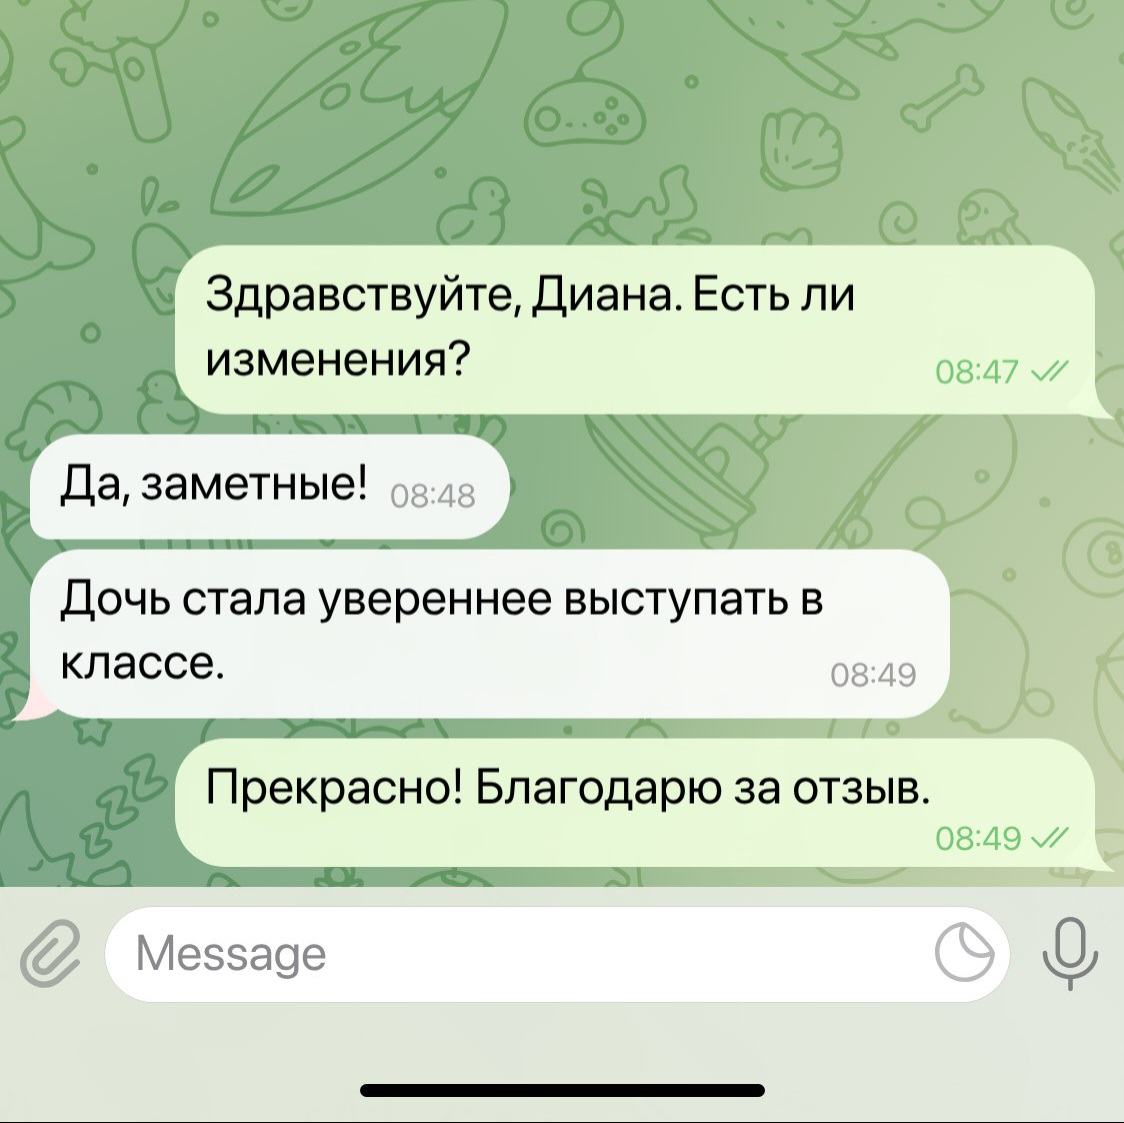 Здравствуйте, Диана. Есть ли
изменения?
08:47
Да, заметные! 08:48
Дочь стала увереннее выступать в
классе.
08:49
Прекрасно! Благодарю за отзыв.
08:49
Message